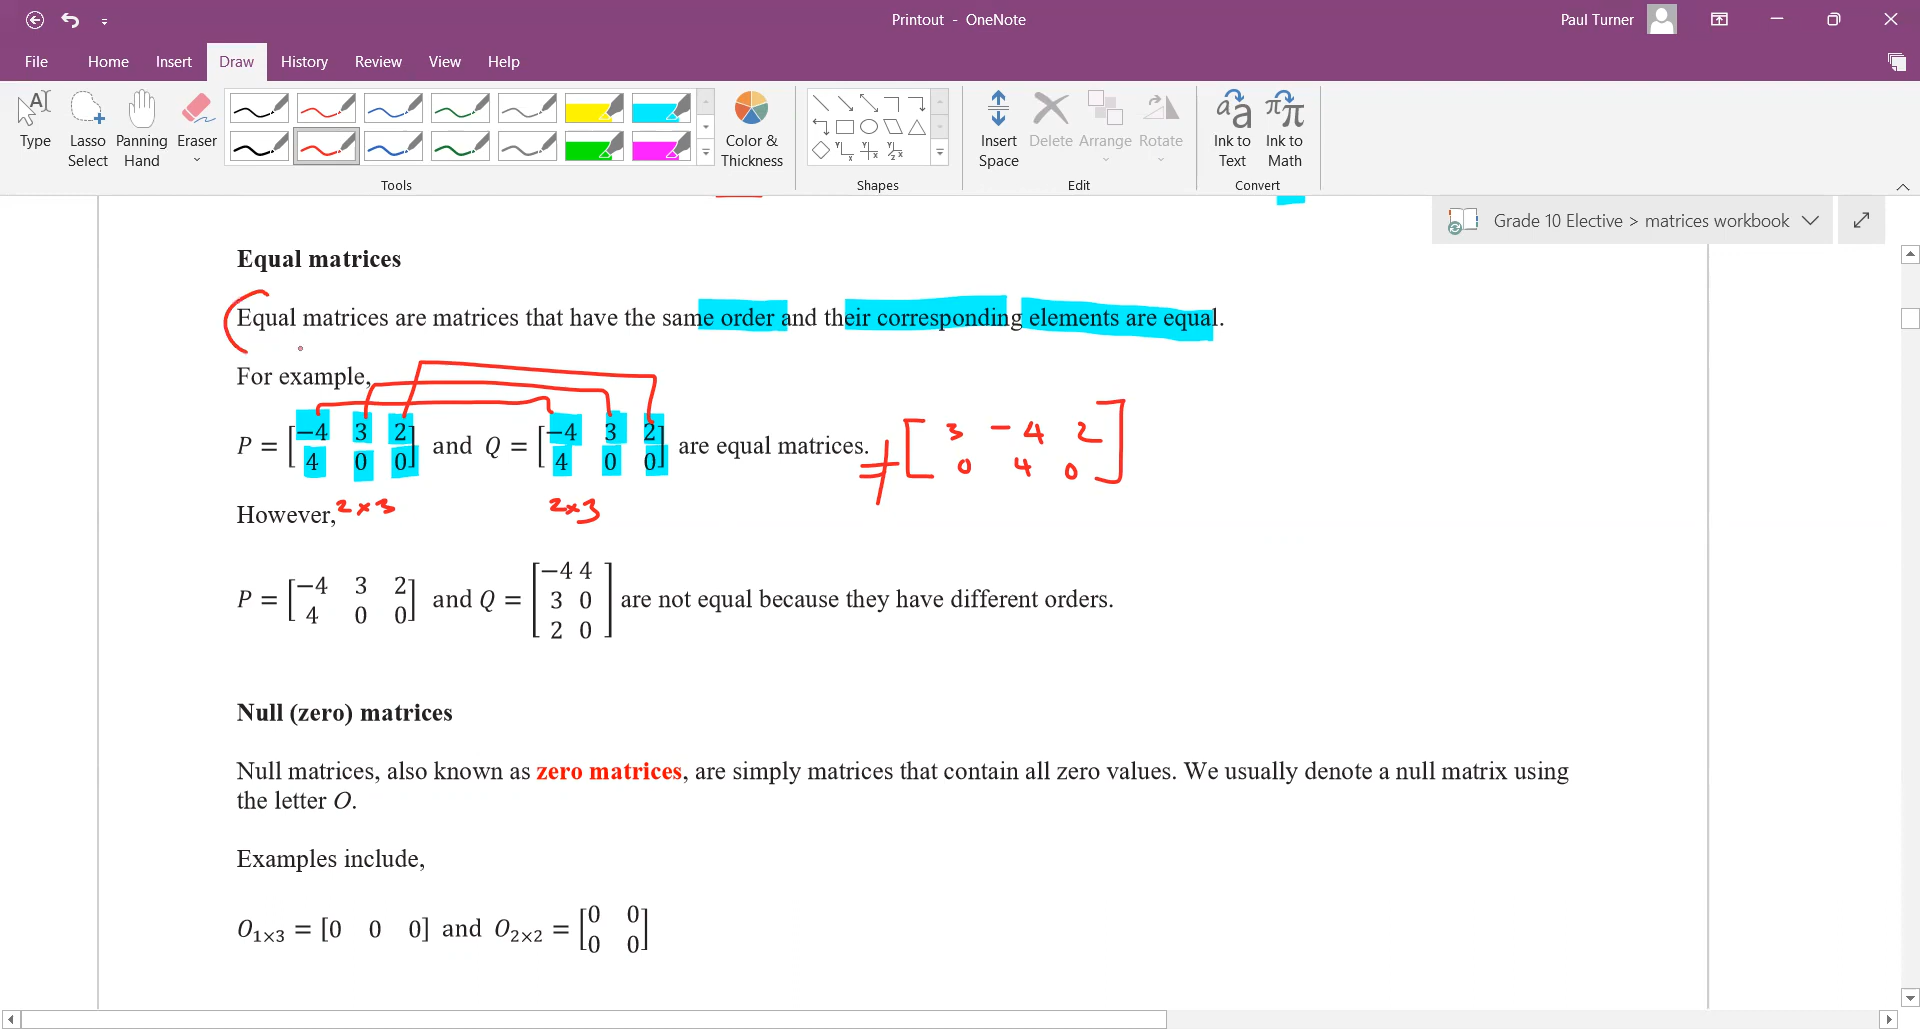 Printout - OneNote
Paul Turner
File Home Insert Draw History Review View Help
Type
Lasso Select
Panning Hand
Eraser
Color & Thickness
Insert Space
Delete
Arrange
Rotate
Ink to Text
Ink to Math
Tools
Shapes
Edit
Convert
Grade 10 Elective > matrices workbook
Equal matrices
Equal matrices are matrices that have the same order and their corresponding elements are equal.
For example,
P = [−4 3 2
4 0 0] and Q = [−4 3 2
4 0 0] are equal matrices. ≠ [3 −4 2
0 4 0]
2×3 2×3
However,
P = [−4 3 2
4 0 0] and Q = [−4 4
3 0
2 0] are not equal because they have different orders.
Null (zero) matrices
Null matrices, also known as zero matrices, are simply matrices that contain all zero values. We usually denote a null matrix using
the letter O.
Examples include,
O₁ₓ₃ = [0 0 0] and O₂ₓ₂ = [0 0
0 0]